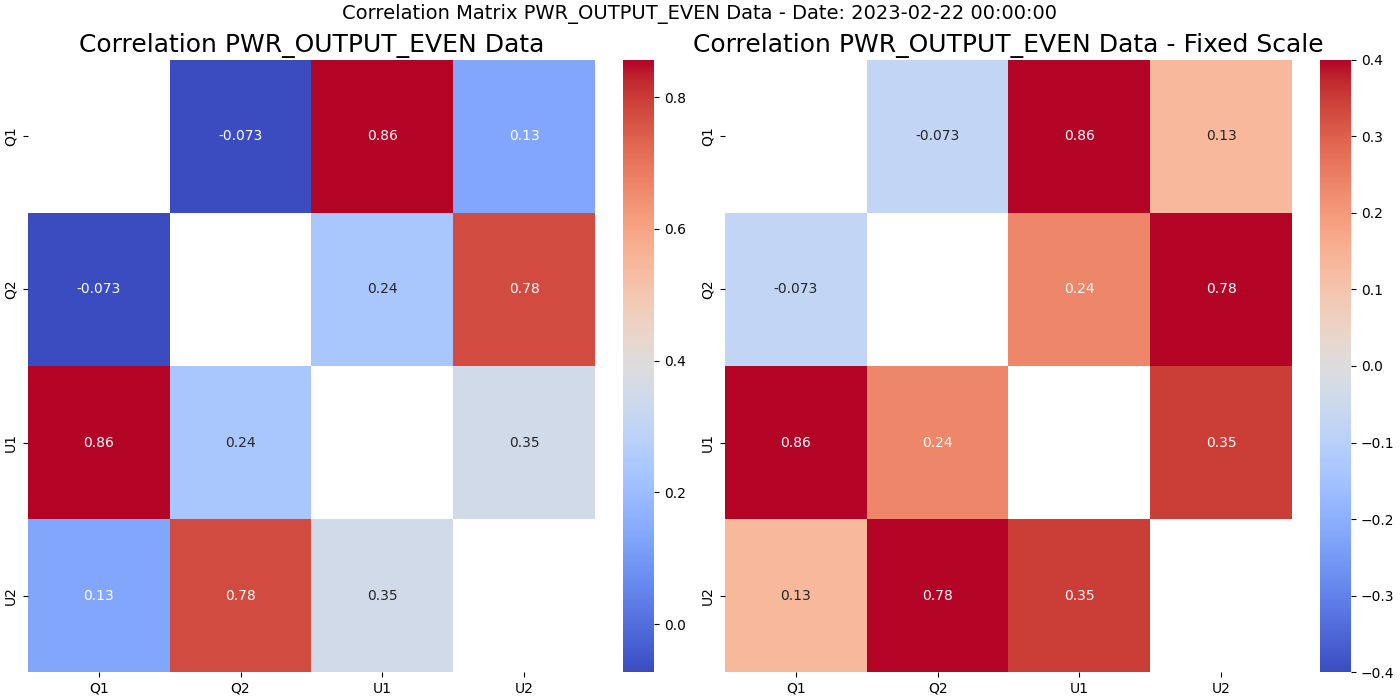 Correlation Matrix PWR_OUTPUT_EVEN Data - Date: 2023-02-22 00:00:00
Correlation PWR_OUTPUT_EVEN Data
Q1
-0.073
0.86
0.13
Q2
-0.073
0.24
0.78
U1
0.86
0.24
0.35
U2
0.13
0.78
0.35
Q1
Q2
U1
U2
0.8
0.6
0.4
0.2
0.0
Correlation PWR_OUTPUT_EVEN Data - Fixed Scale
Q1
-0.073
0.86
0.13
Q2
-0.073
0.24
0.78
U1
0.86
0.24
0.35
U2
0.13
0.78
0.35
Q1
Q2
U1
U2
0.4
0.3
0.2
0.1
0.0
−0.1
−0.2
−0.3
−0.4